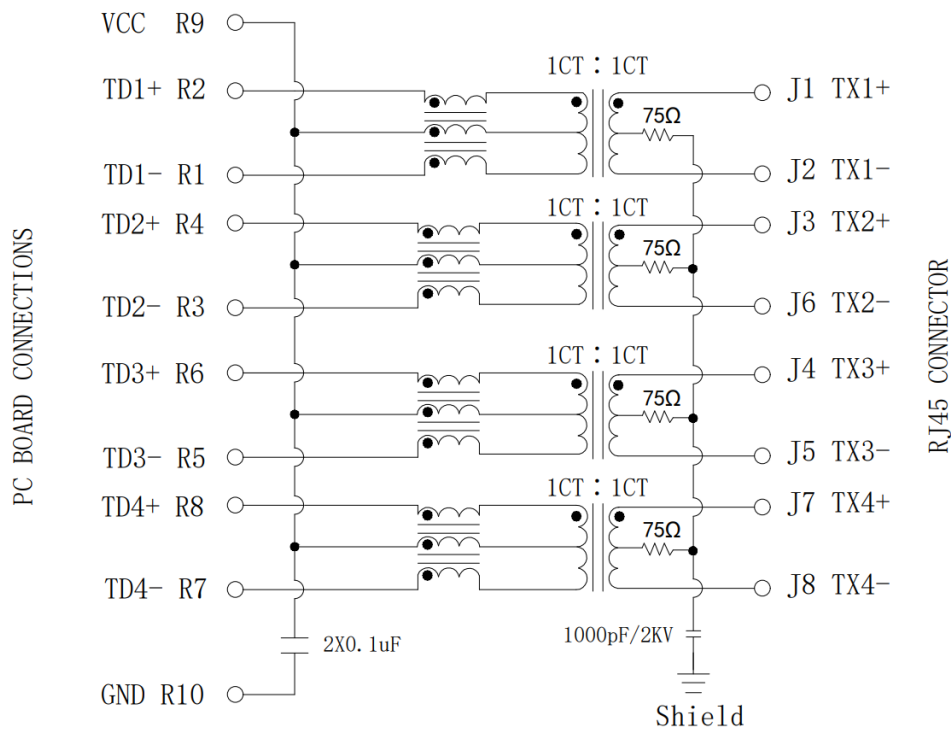 VCC R9
1CT：1CT
TD1+ R2
J1 TX1+
75Ω
TD1- R1
J2 TX1-
1CT：1CT
TD2+ R4
J3 TX2+
75Ω
TD2- R3
J6 TX2-
PC BOARD CONNECTIONS
RJ45 CONNECTOR
1CT：1CT
TD3+ R6
J4 TX3+
75Ω
TD3- R5
J5 TX3-
1CT：1CT
TD4+ R8
J7 TX4+
75Ω
TD4- R7
J8 TX4-
2X0.1uF
1000pF/2KV
GND R10
Shield